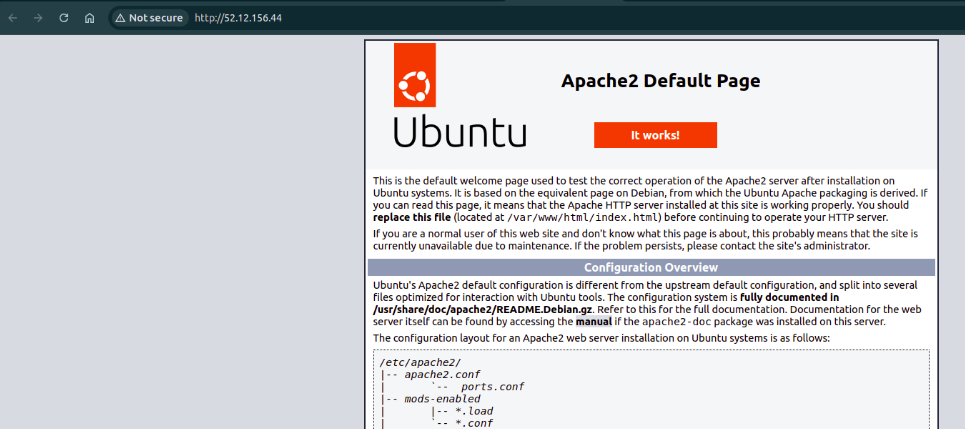 Not secure http://52.12.156.44
Apache2 Default Page
Ubuntu
It works!
This is the default welcome page used to test the correct operation of the Apache2 server after installation on
Ubuntu systems. It is based on the equivalent page on Debian, from which the Ubuntu Apache packaging is derived. If
you can read this page, it means that the Apache HTTP server installed at this site is working properly. You should
replace this file (located at /var/www/html/index.html) before continuing to operate your HTTP server.
If you are a normal user of this web site and don't know what this page is about, this probably means that the site is
currently unavailable due to maintenance. If the problem persists, please contact the site's administrator.
Configuration Overview
Ubuntu's Apache2 default configuration is different from the upstream default configuration, and split into several
files optimized for interaction with Ubuntu tools. The configuration system is fully documented in
/usr/share/doc/apache2/README.Debian.gz. Refer to this for the full documentation. Documentation for the web
server itself can be found by accessing the manual if the apache2-doc package was installed on this server.
The configuration layout for an Apache2 web server installation on Ubuntu systems is as follows:
/etc/apache2/
|-- apache2.conf
|       `--  ports.conf
|-- mods-enabled
|       |-- *.load
|       `-- *.conf